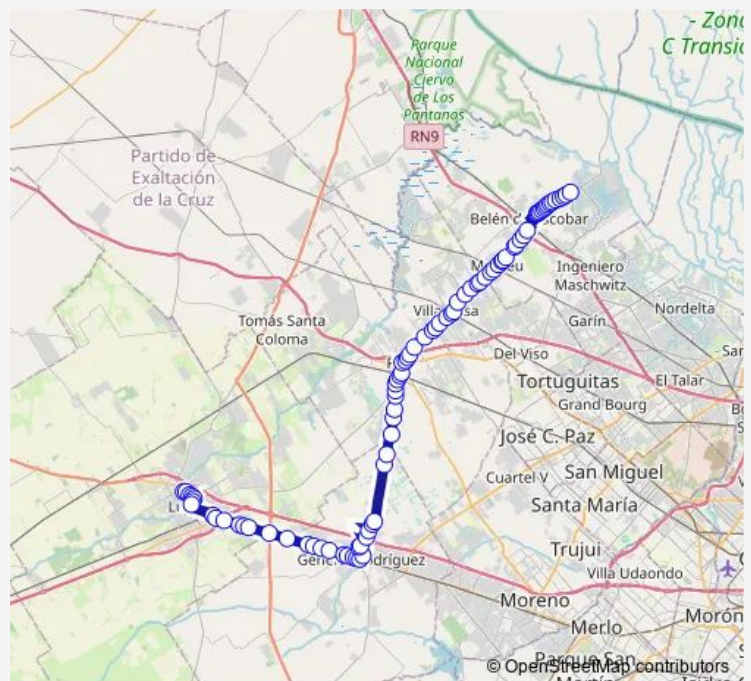 - Zona
C Transic
Parque
Nacional
Ciervo
de Los
Pantanos
RN9
Partido de
Exaltación
de la Cruz
Ingeniero
Maschwitz
Nordelta
Garín
Tomás Santa
Coloma
Del Viso
Tortuguitas
El Talar
Grand Bourg
José C. Paz
Cuartel V
San Miguel
Santa María
Trujui
Villa Udaondo
Moreno
Merlo
Morón
Parque San
© OpenStreetMap contributors